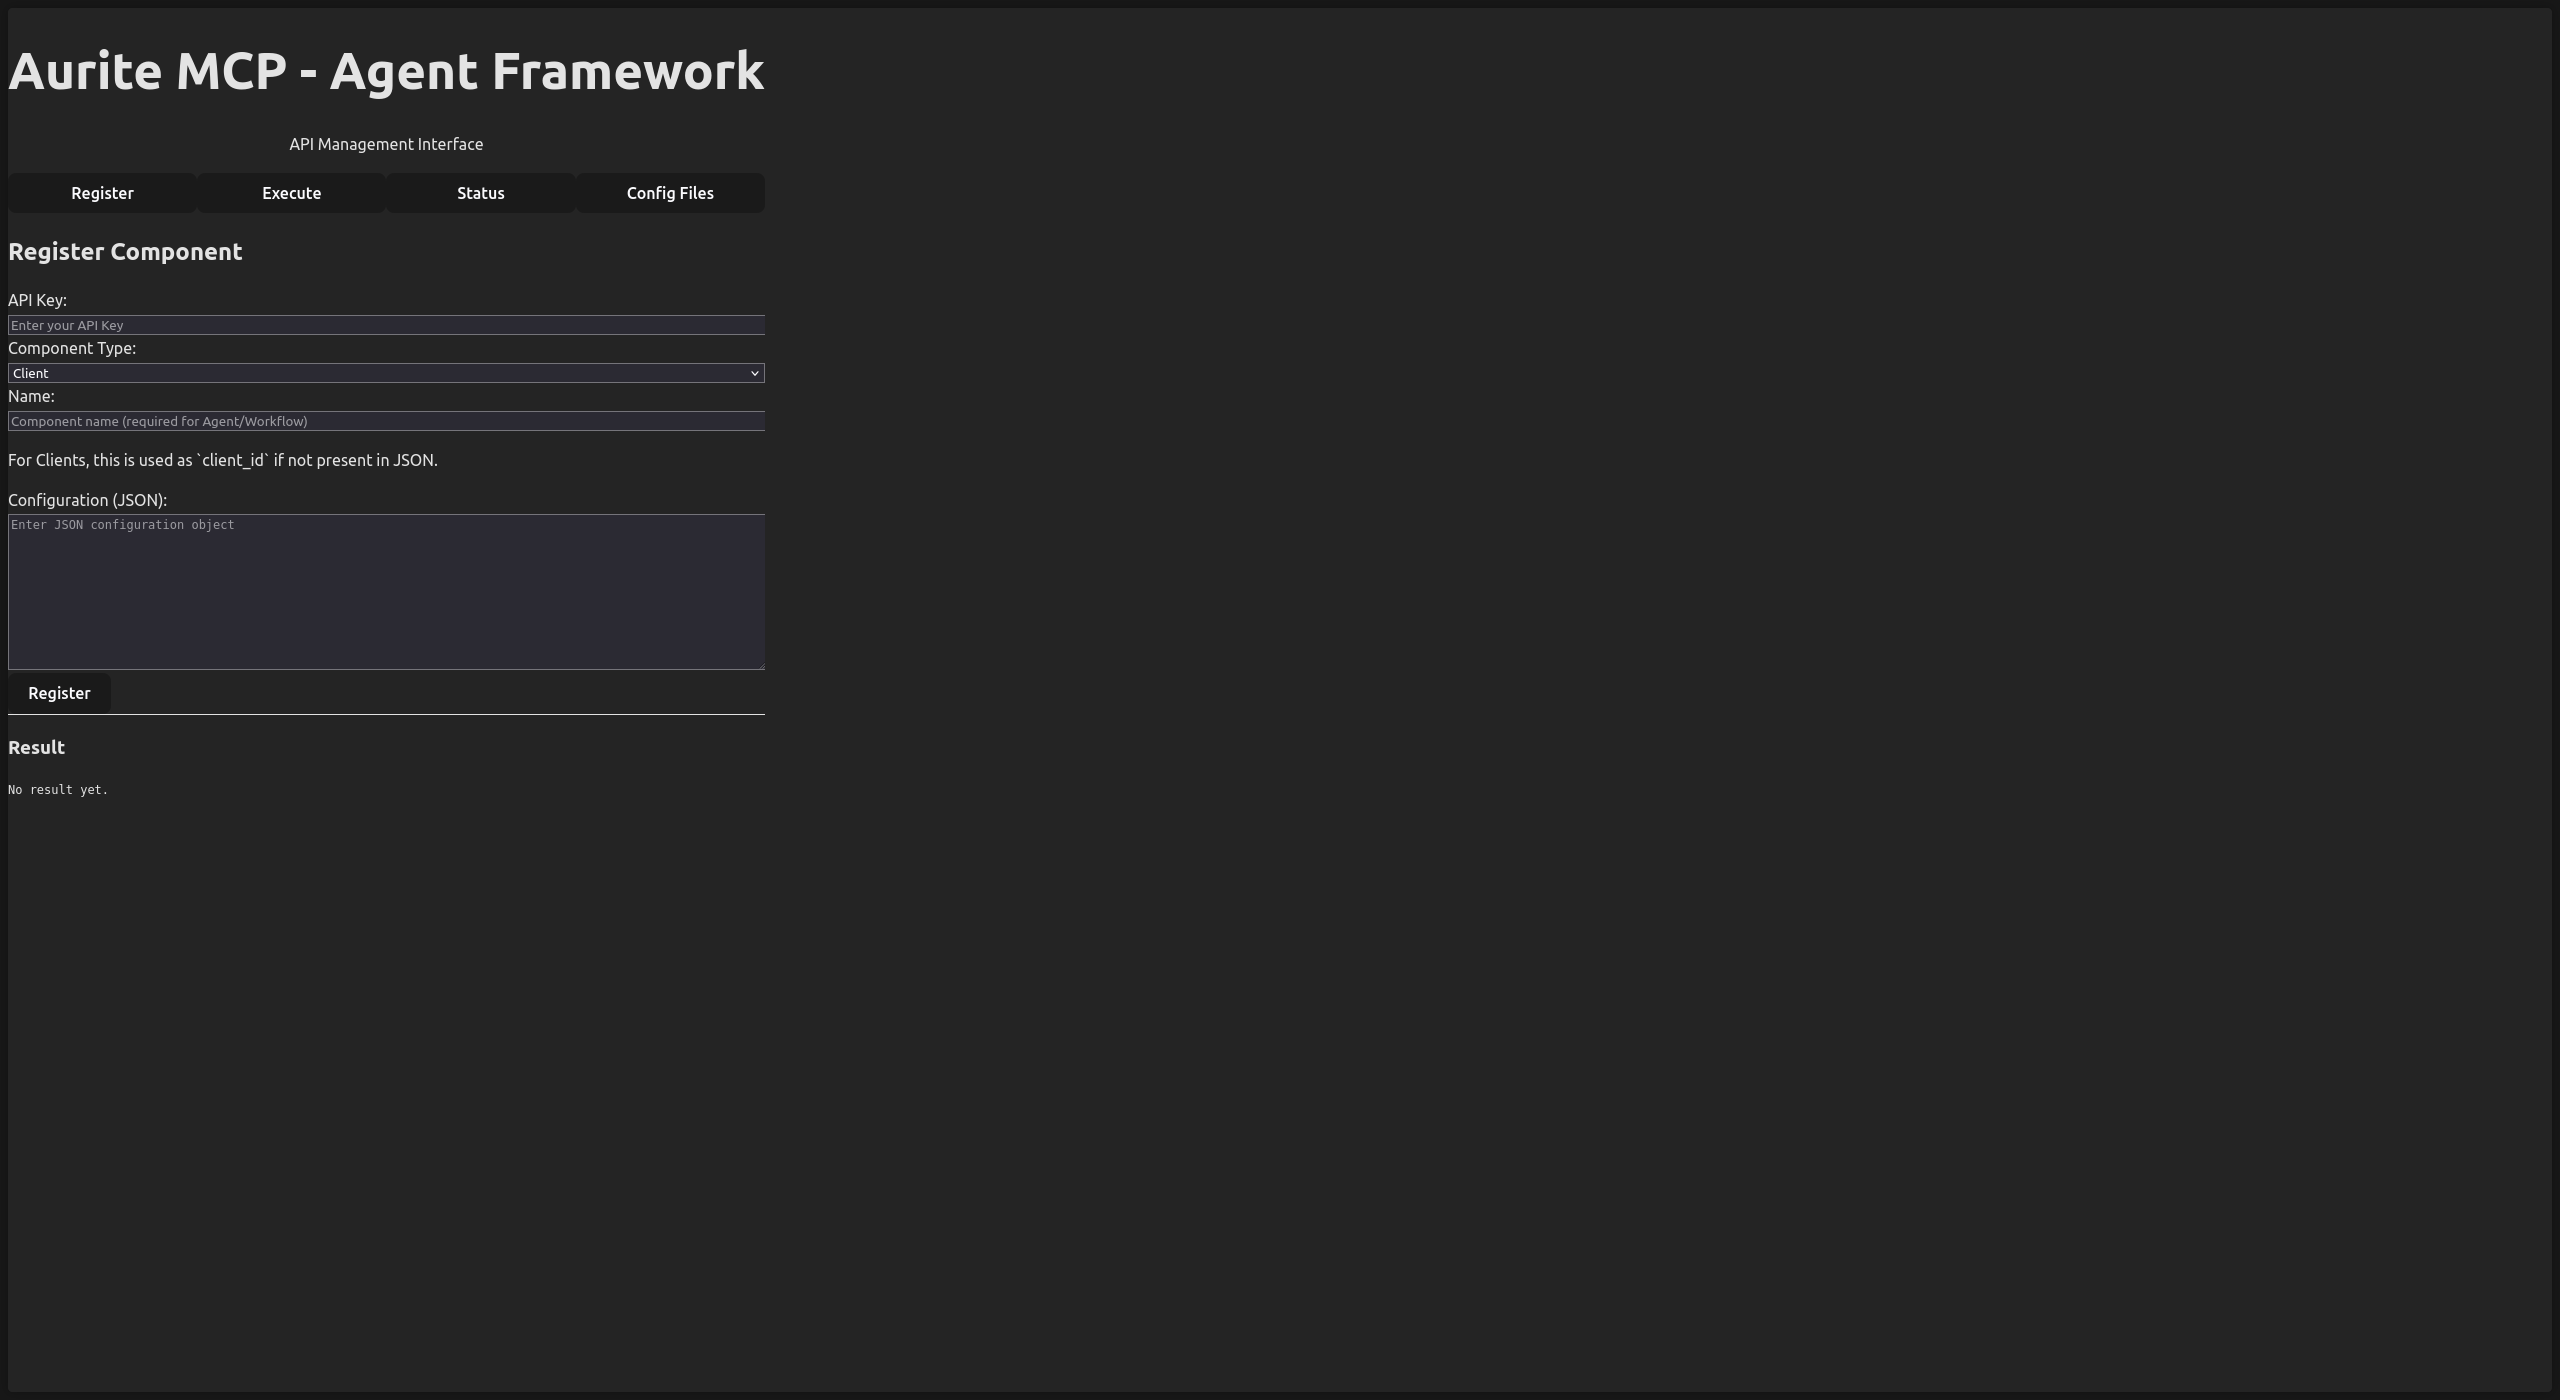 Aurite MCP - Agent Framework
API Management Interface
Register Execute Status Config Files
Register Component
API Key:
Enter your API Key
Component Type:
Client
Name:
Component name (required for Agent/Workflow)
For Clients, this is used as `client_id` if not present in JSON.
Configuration (JSON):
Enter JSON configuration object
Register
Result
No result yet.